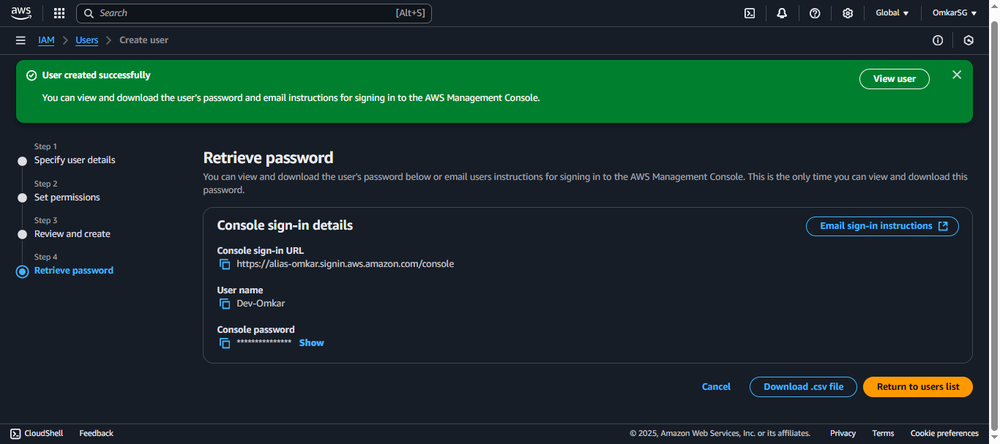 aws
Search
[Alt+S]
Global
OmkarSG
IAM
Users
Create user
User created successfully
You can view and download the user's password and email instructions for signing in to the AWS Management Console.
View user
Step 1
Specify user details
Step 2
Set permissions
Step 3
Review and create
Step 4
Retrieve password
Retrieve password
You can view and download the user's password below or email users instructions for signing in to the AWS Management Console. This is the only time you can view and download this
password.
Console sign-in details
Email sign-in instructions
Console sign-in URL
https://alias-omkar.signin.aws.amazon.com/console
User name
Dev-Omkar
Console password
*************** Show
Cancel
Download .csv file
Return to users list
CloudShell
Feedback
© 2025, Amazon Web Services, Inc. or its affiliates.
Privacy
Terms
Cookie preferences